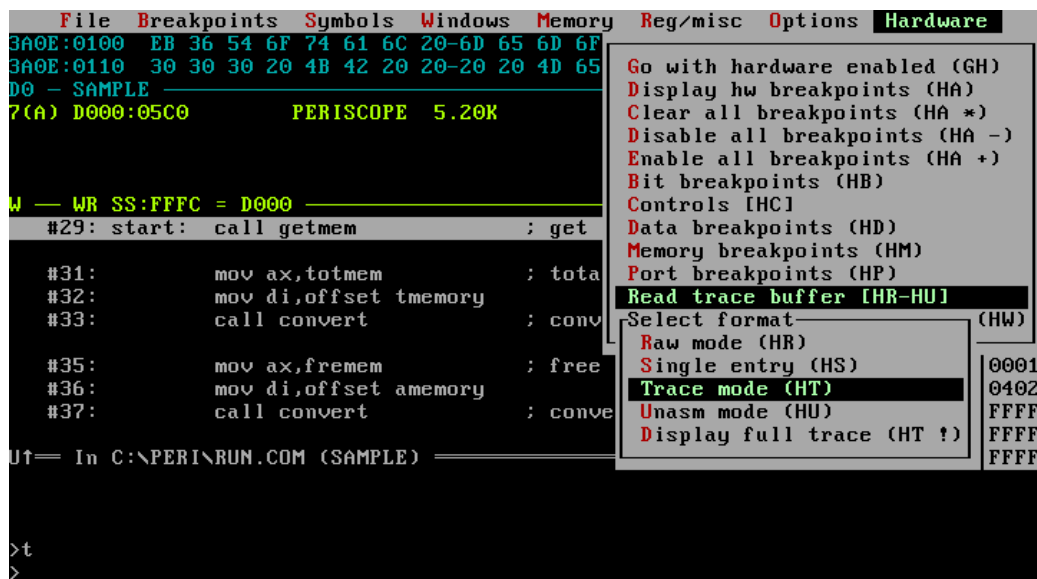 File Breakpoints Symbols Windows Memory Reg/misc Options Hardware
3A0E:0100 EB 36 54 6F 74 61 6C 20-6D 65 6D 6F
3A0E:0110 30 30 30 20 4B 42 20 20-20 20 4D 65
D0 — SAMPLE
7(A) D000:05C0 PERISCOPE 5.20K
W — WR SS:FFFC = D000
#29: start: call getmem ; get
#31: mov ax,totmem ; tota
#32: mov di,offset tmemory
#33: call convert ; conv
#35: mov ax,fremem ; free
#36: mov di,offset amemory
#37: call convert ; conve
U↑== In C:\PERI\RUN.COM (SAMPLE)
>t
>
Go with hardware enabled (GH)
Display hw breakpoints (HA)
Clear all breakpoints (HA *)
Disable all breakpoints (HA -)
Enable all breakpoints (HA +)
Bit breakpoints (HB)
Controls [HC]
Data breakpoints (HD)
Memory breakpoints (HM)
Port breakpoints (HP)
Read trace buffer [HR-HU]
(HW)
Select format
Raw mode (HR)
Single entry (HS)
Trace mode (HT)
Unasm mode (HU)
Display full trace (HT !)
0001
0402
FFFF
FFFF
FFFF